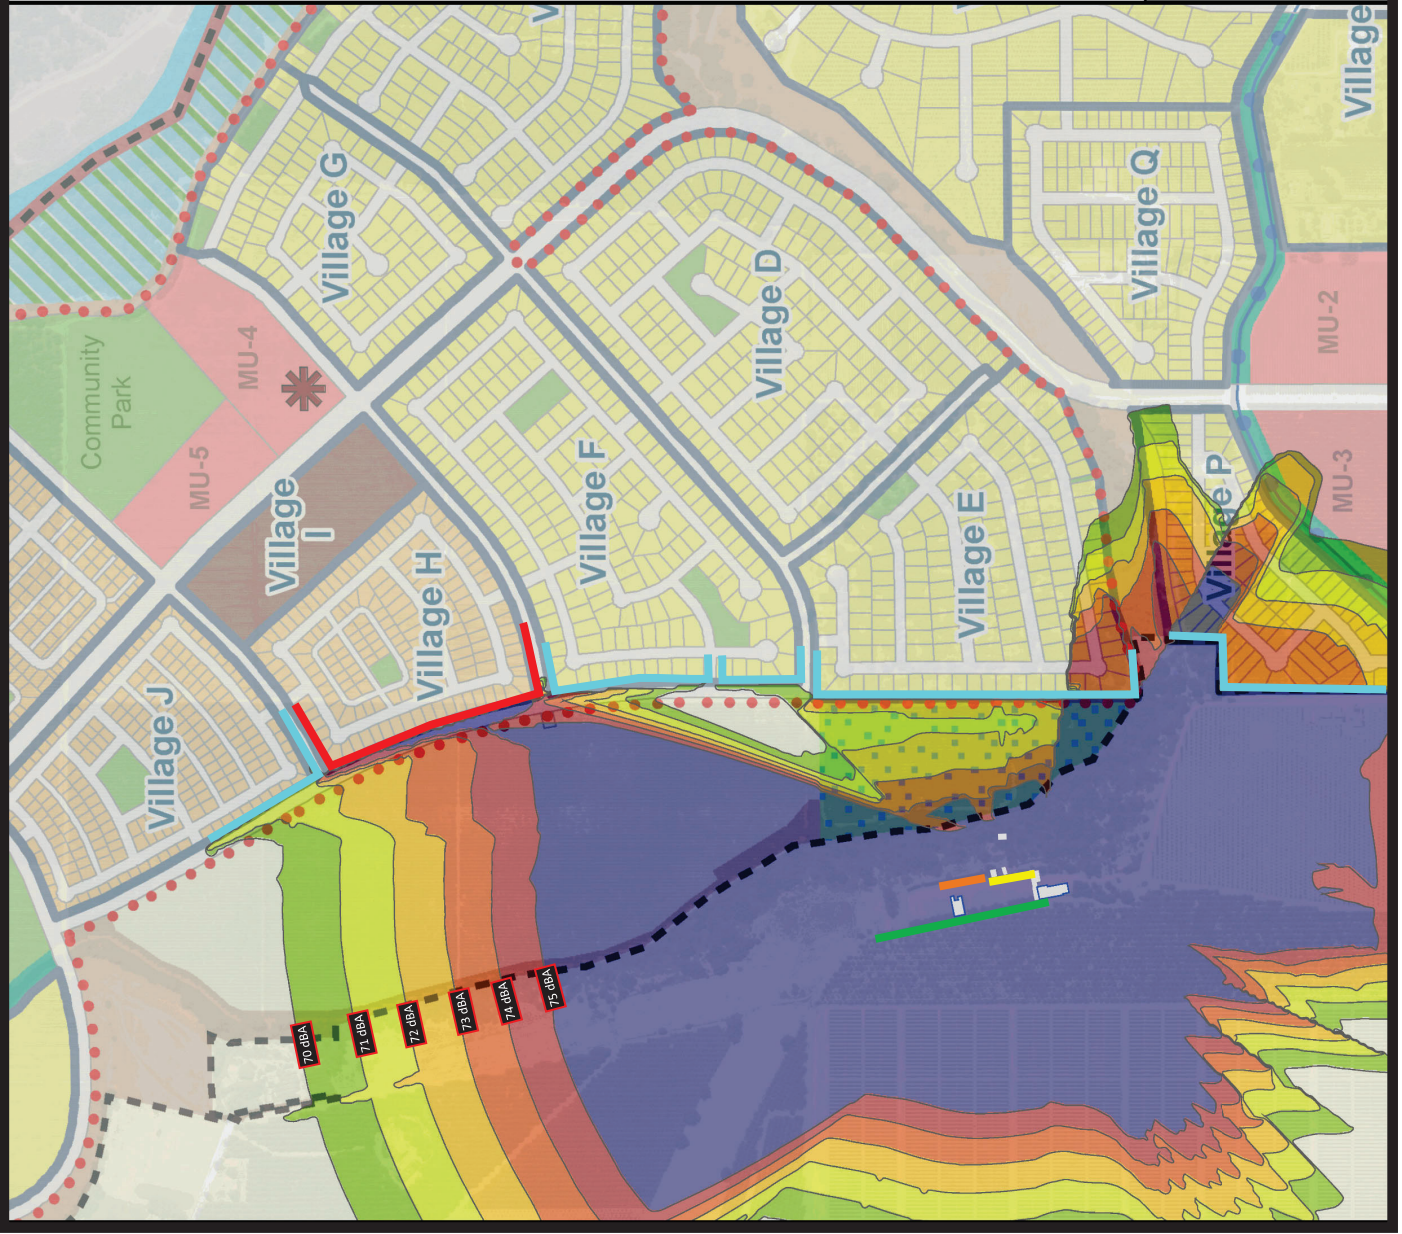 Village
Village G
Village D
Village Q
MU-2
MU-4
Community
Park
MU-5
Village
I
Village F
Village H
Village E
Village P
MU-3
Village J
70 dBA
71 dBA
72 dBA
73 dBA
74 dBA
75 dBA